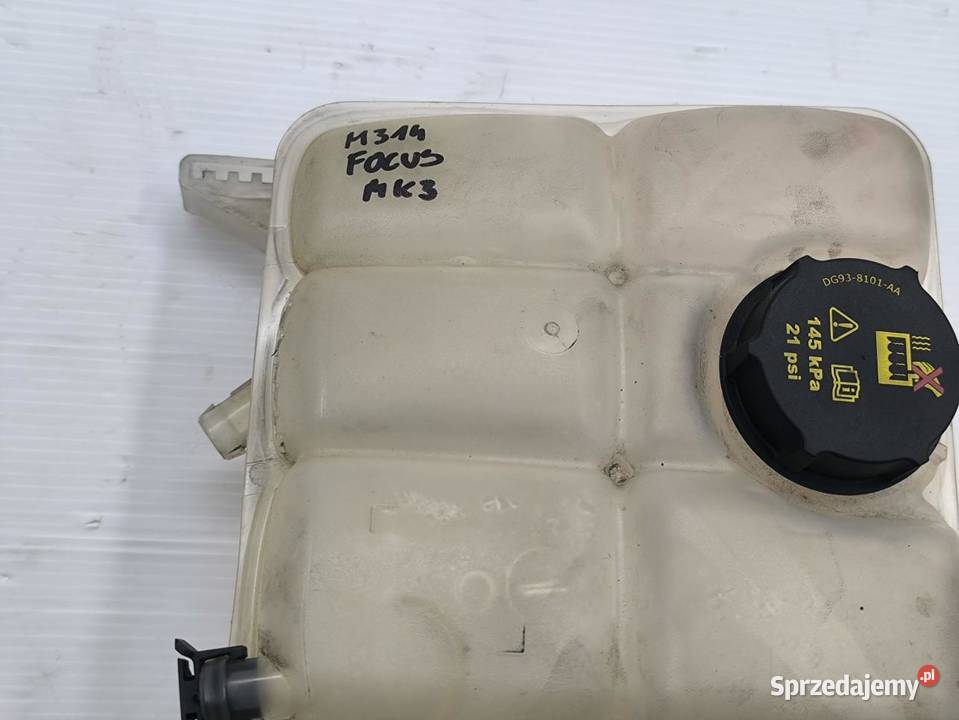 M314
FOCUS
MK3
DG93-8101-AA
145 kPa
21 psi
Sprzedajemy.pl